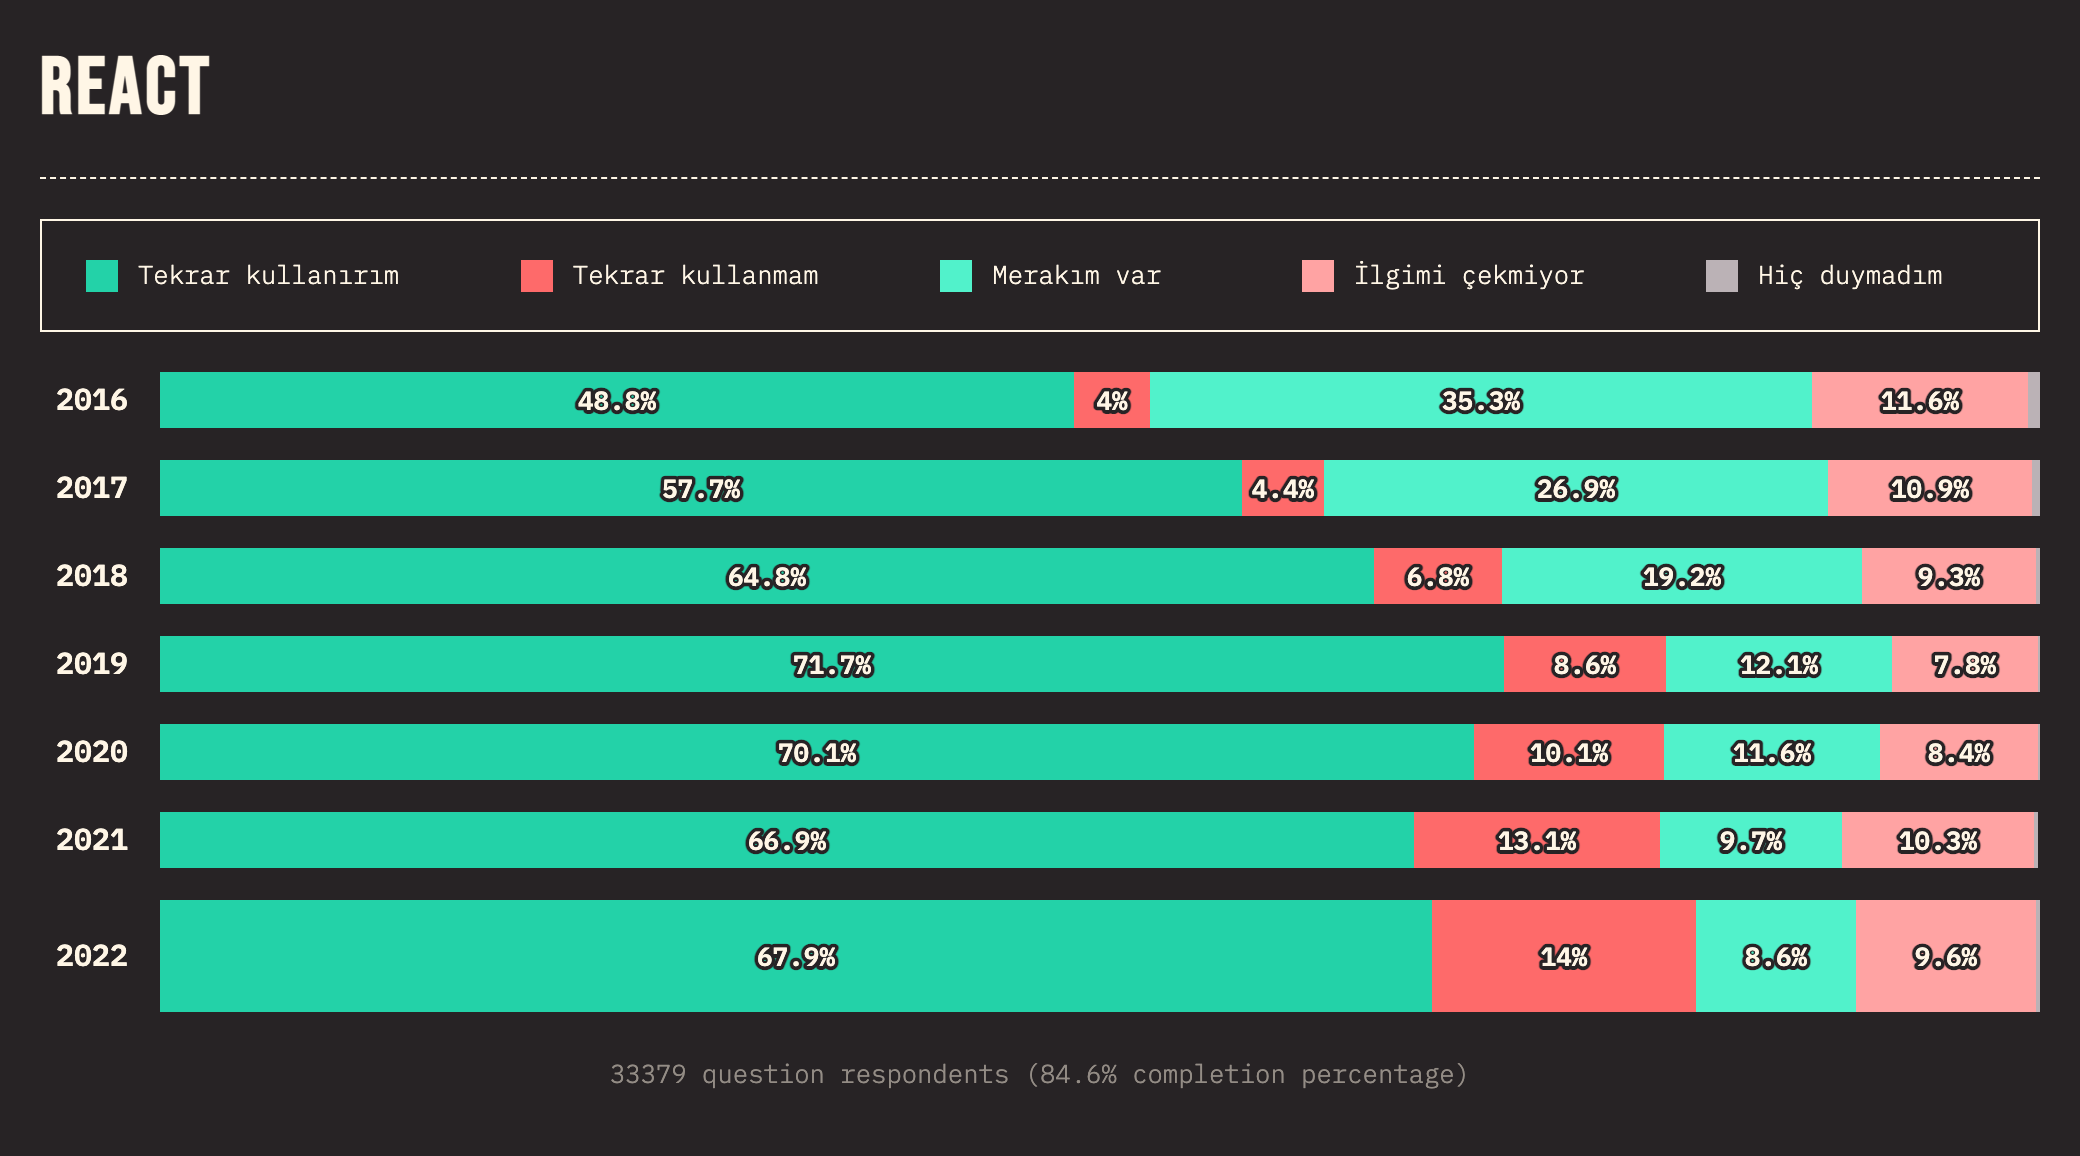 REACT
Tekrar kullanırım Tekrar kullanmam Merakım var İlgimi çekmiyor Hiç duymadım
2016 48.8% 4% 35.3% 11.6%
2017 57.7% 4.4% 26.9% 10.9%
2018 64.8% 6.8% 19.2% 9.3%
2019 71.7% 8.6% 12.1% 7.8%
2020 70.1% 10.1% 11.6% 8.4%
2021 66.9% 13.1% 9.7% 10.3%
2022 67.9% 14% 8.6% 9.6%
33379 question respondents (84.6% completion percentage)